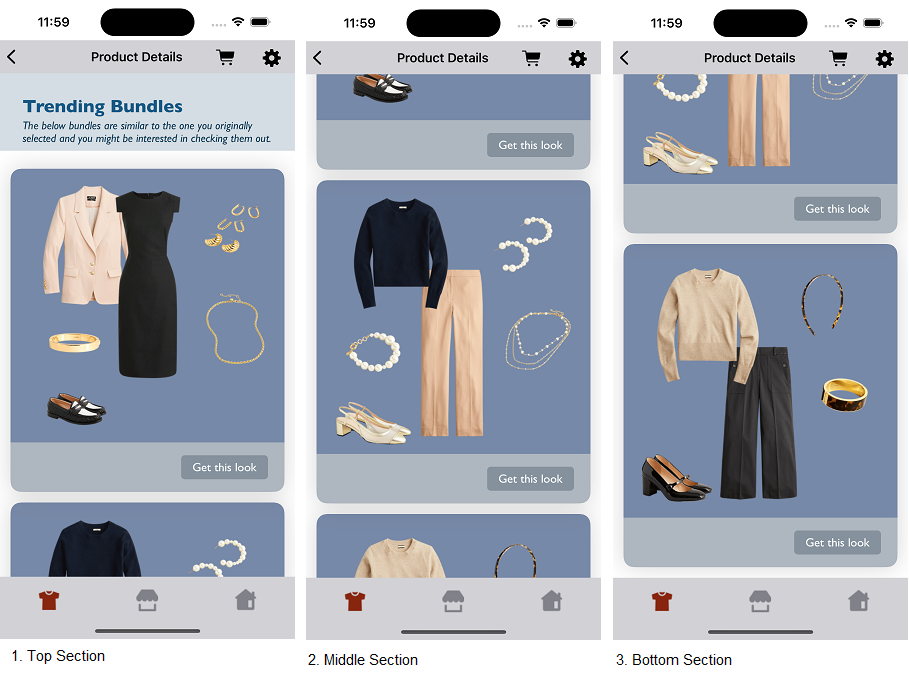 11:59
Product Details
Trending Bundles
The below bundles are similar to the one you originally
selected and you might be interested in checking them out.
Get this look
1. Top Section
11:59
Product Details
Get this look
Get this look
2. Middle Section
11:59
Product Details
Get this look
Get this look
3. Bottom Section